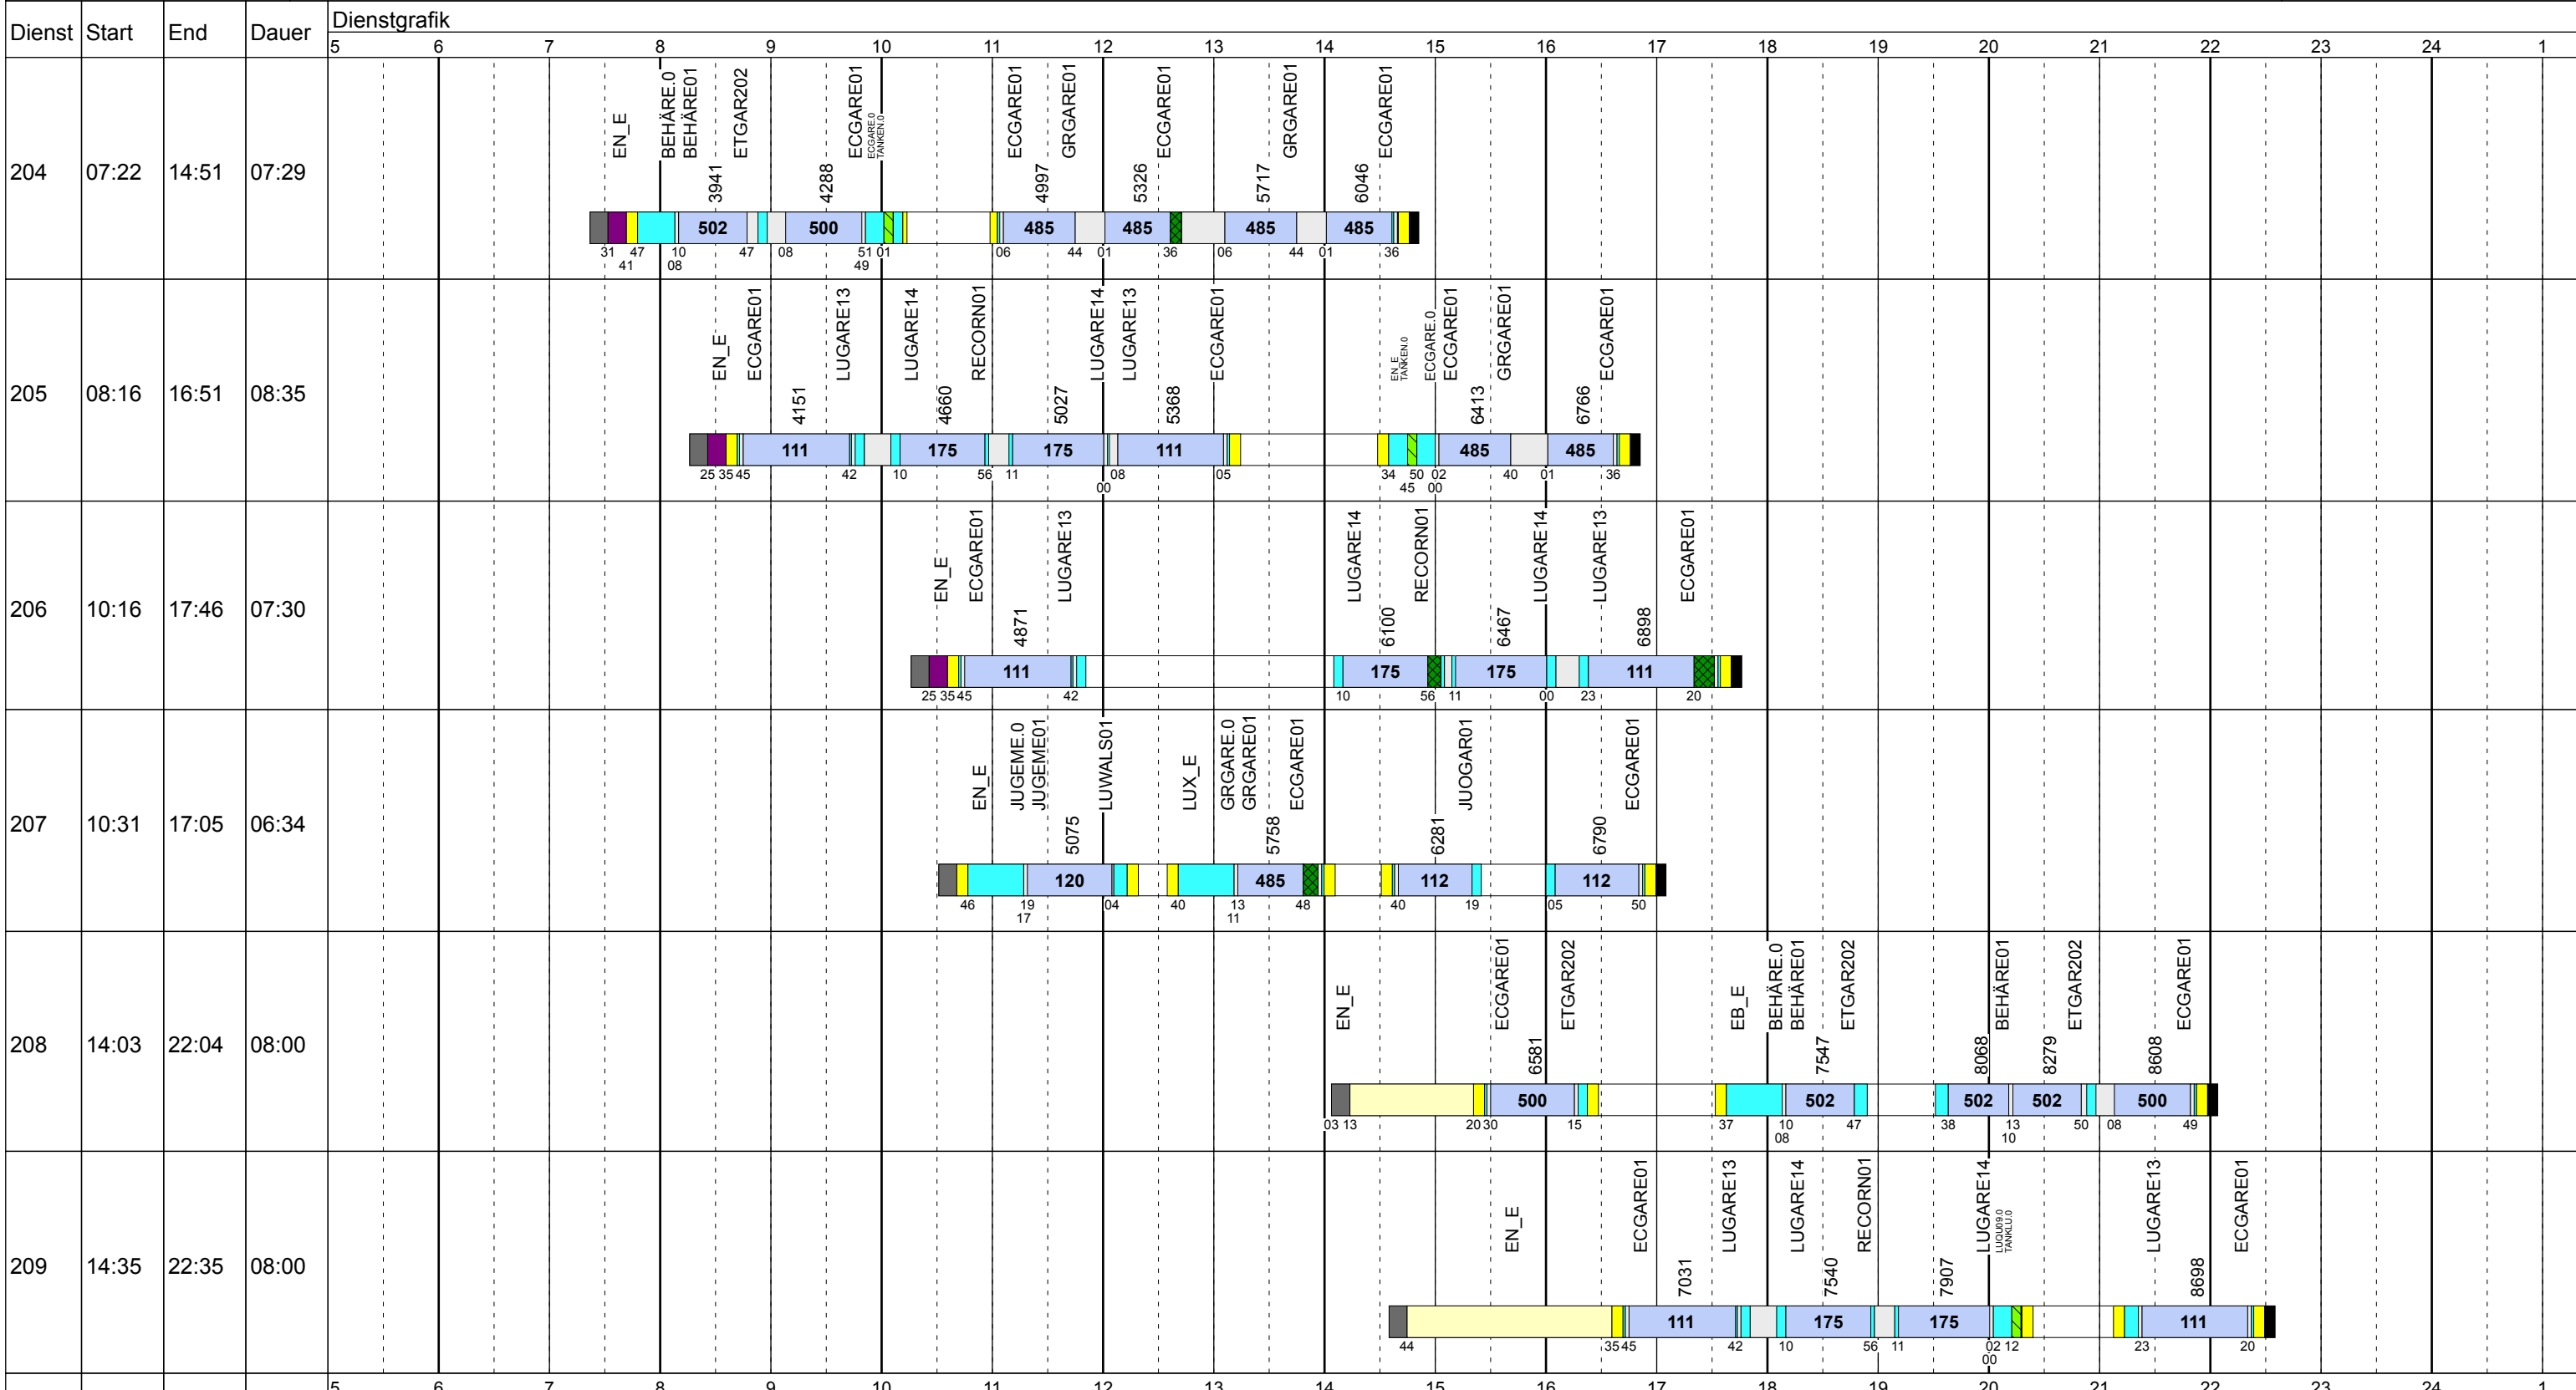 Dienst Start End Dauer Dienstgrafik
5 6 7 8 9 10 11 12 13 14 15 16 17 18 19 20 21 22 23 24 1
EN_E BEHÄRE.0 BEHÄRE01 ETGAR202 ECGARE01 ECGARE.0 TANKEN.0 ECGARE01 GRGARE01 ECGARE01 GRGARE01 ECGARE01
3941 4288 4997 5326 5717 6046
204 07:22 14:51 07:29
502 500 485 485 485 485
31 47 10 47 08 51 01 06 44 01 36 06 44 01 36
41 08 49
EN_E ECGARE01 LUGARE13 LUGARE14 RECORN01 LUGARE14 LUGARE13 ECGARE01 EN_E TANKEN.0 ECGARE.0 ECGARE01 GRGARE01 ECGARE01
4151 4660 5027 5368 6413 6766
205 08:16 16:51 08:35
111 175 175 111 485 485
25 35 45 42 10 56 11 08 05 34 50 02 40 01 36
00 45 00
EN_E ECGARE01 LUGARE13 LUGARE14 RECORN01 LUGARE14 LUGARE13 ECGARE01
4871 6100 6467 6898
206 10:16 17:46 07:30
111 175 175 111
25 35 45 42 10 56 11 00 23 20
EN_E JUGEME.0 JUGEME01 LUWALS01 LUX_E GRGARE.0 GRGARE01 ECGARE01 JUOGAR01 ECGARE01
5075 5758 6281 6790
207 10:31 17:05 06:34
120 485 112 112
46 19 04 40 13 48 40 19 05 50
17 11
EN_E ECGARE01 ETGAR202 EB_E BEHÄRE.0 BEHÄRE01 ETGAR202 BEHÄRE01 ETGAR202 ECGARE01
6581 7547 8068 8279 8608
208 14:03 22:04 08:00
500 502 502 502 500
03 13 20 30 15 37 10 47 38 13 50 08 49
08 10
EN_E ECGARE01 LUGARE13 LUGARE14 RECORN01 LUGARE14 LUQU09.0 TANKLU.0 LUGARE13 ECGARE01
7031 7540 7907 8698
209 14:35 22:35 08:00
111 175 175 111
44 35 45 42 10 56 11 02 12 23 20
00
5 6 7 8 9 10 11 12 13 14 15 16 17 18 19 20 21 22 23 24 1